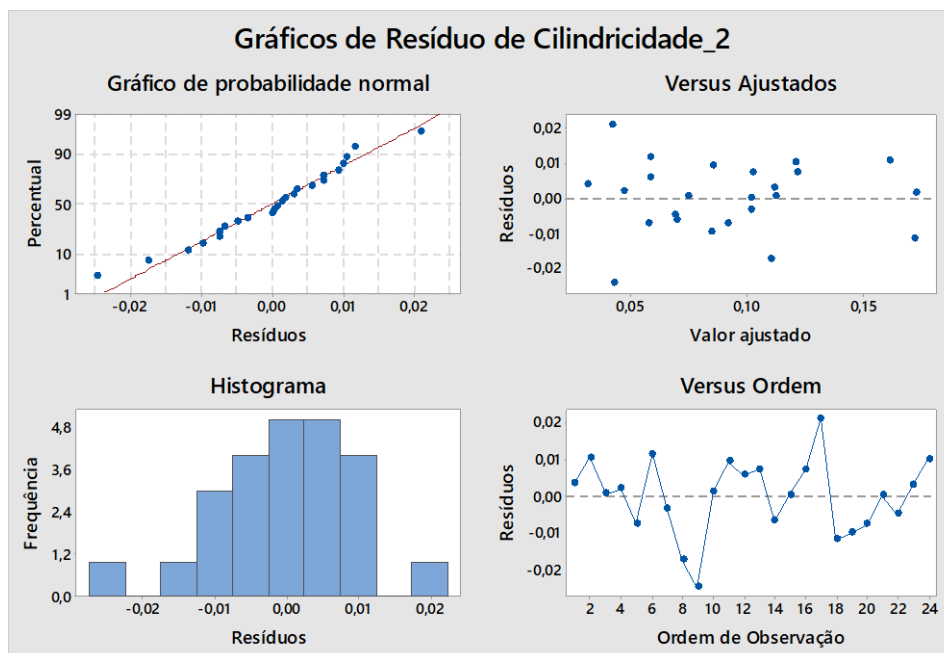 Gráficos de Resíduo de Cilindricidade_2
Gráfico de probabilidade normal
99
90
50
10
1
Percentual
-0,02
-0,01
0,00
0,01
0,02
Resíduos
Versus Ajustados
0,02
0,01
0,00
-0,01
-0,02
Resíduos
0,05
0,10
0,15
Valor ajustado
Histograma
4,8
3,6
2,4
1,2
0,0
Frequência
-0,02
-0,01
0,00
0,01
0,02
Resíduos
Versus Ordem
0,02
0,01
0,00
-0,01
-0,02
Resíduos
2 4 6 8 10 12 14 16 18 20 22 24
Ordem de Observação